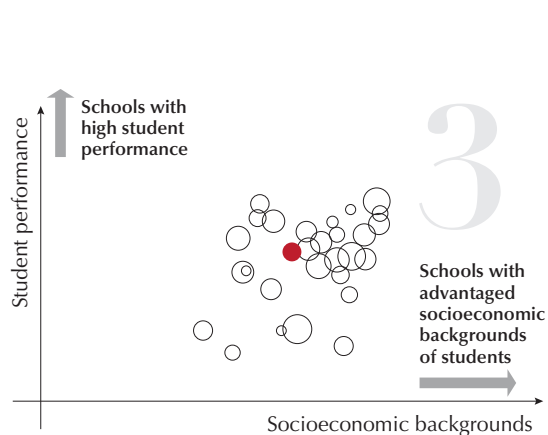 Schools with
high student
performance
Student performance
3
Schools with
advantaged
socioeconomic
backgrounds
of students
Socioeconomic backgrounds